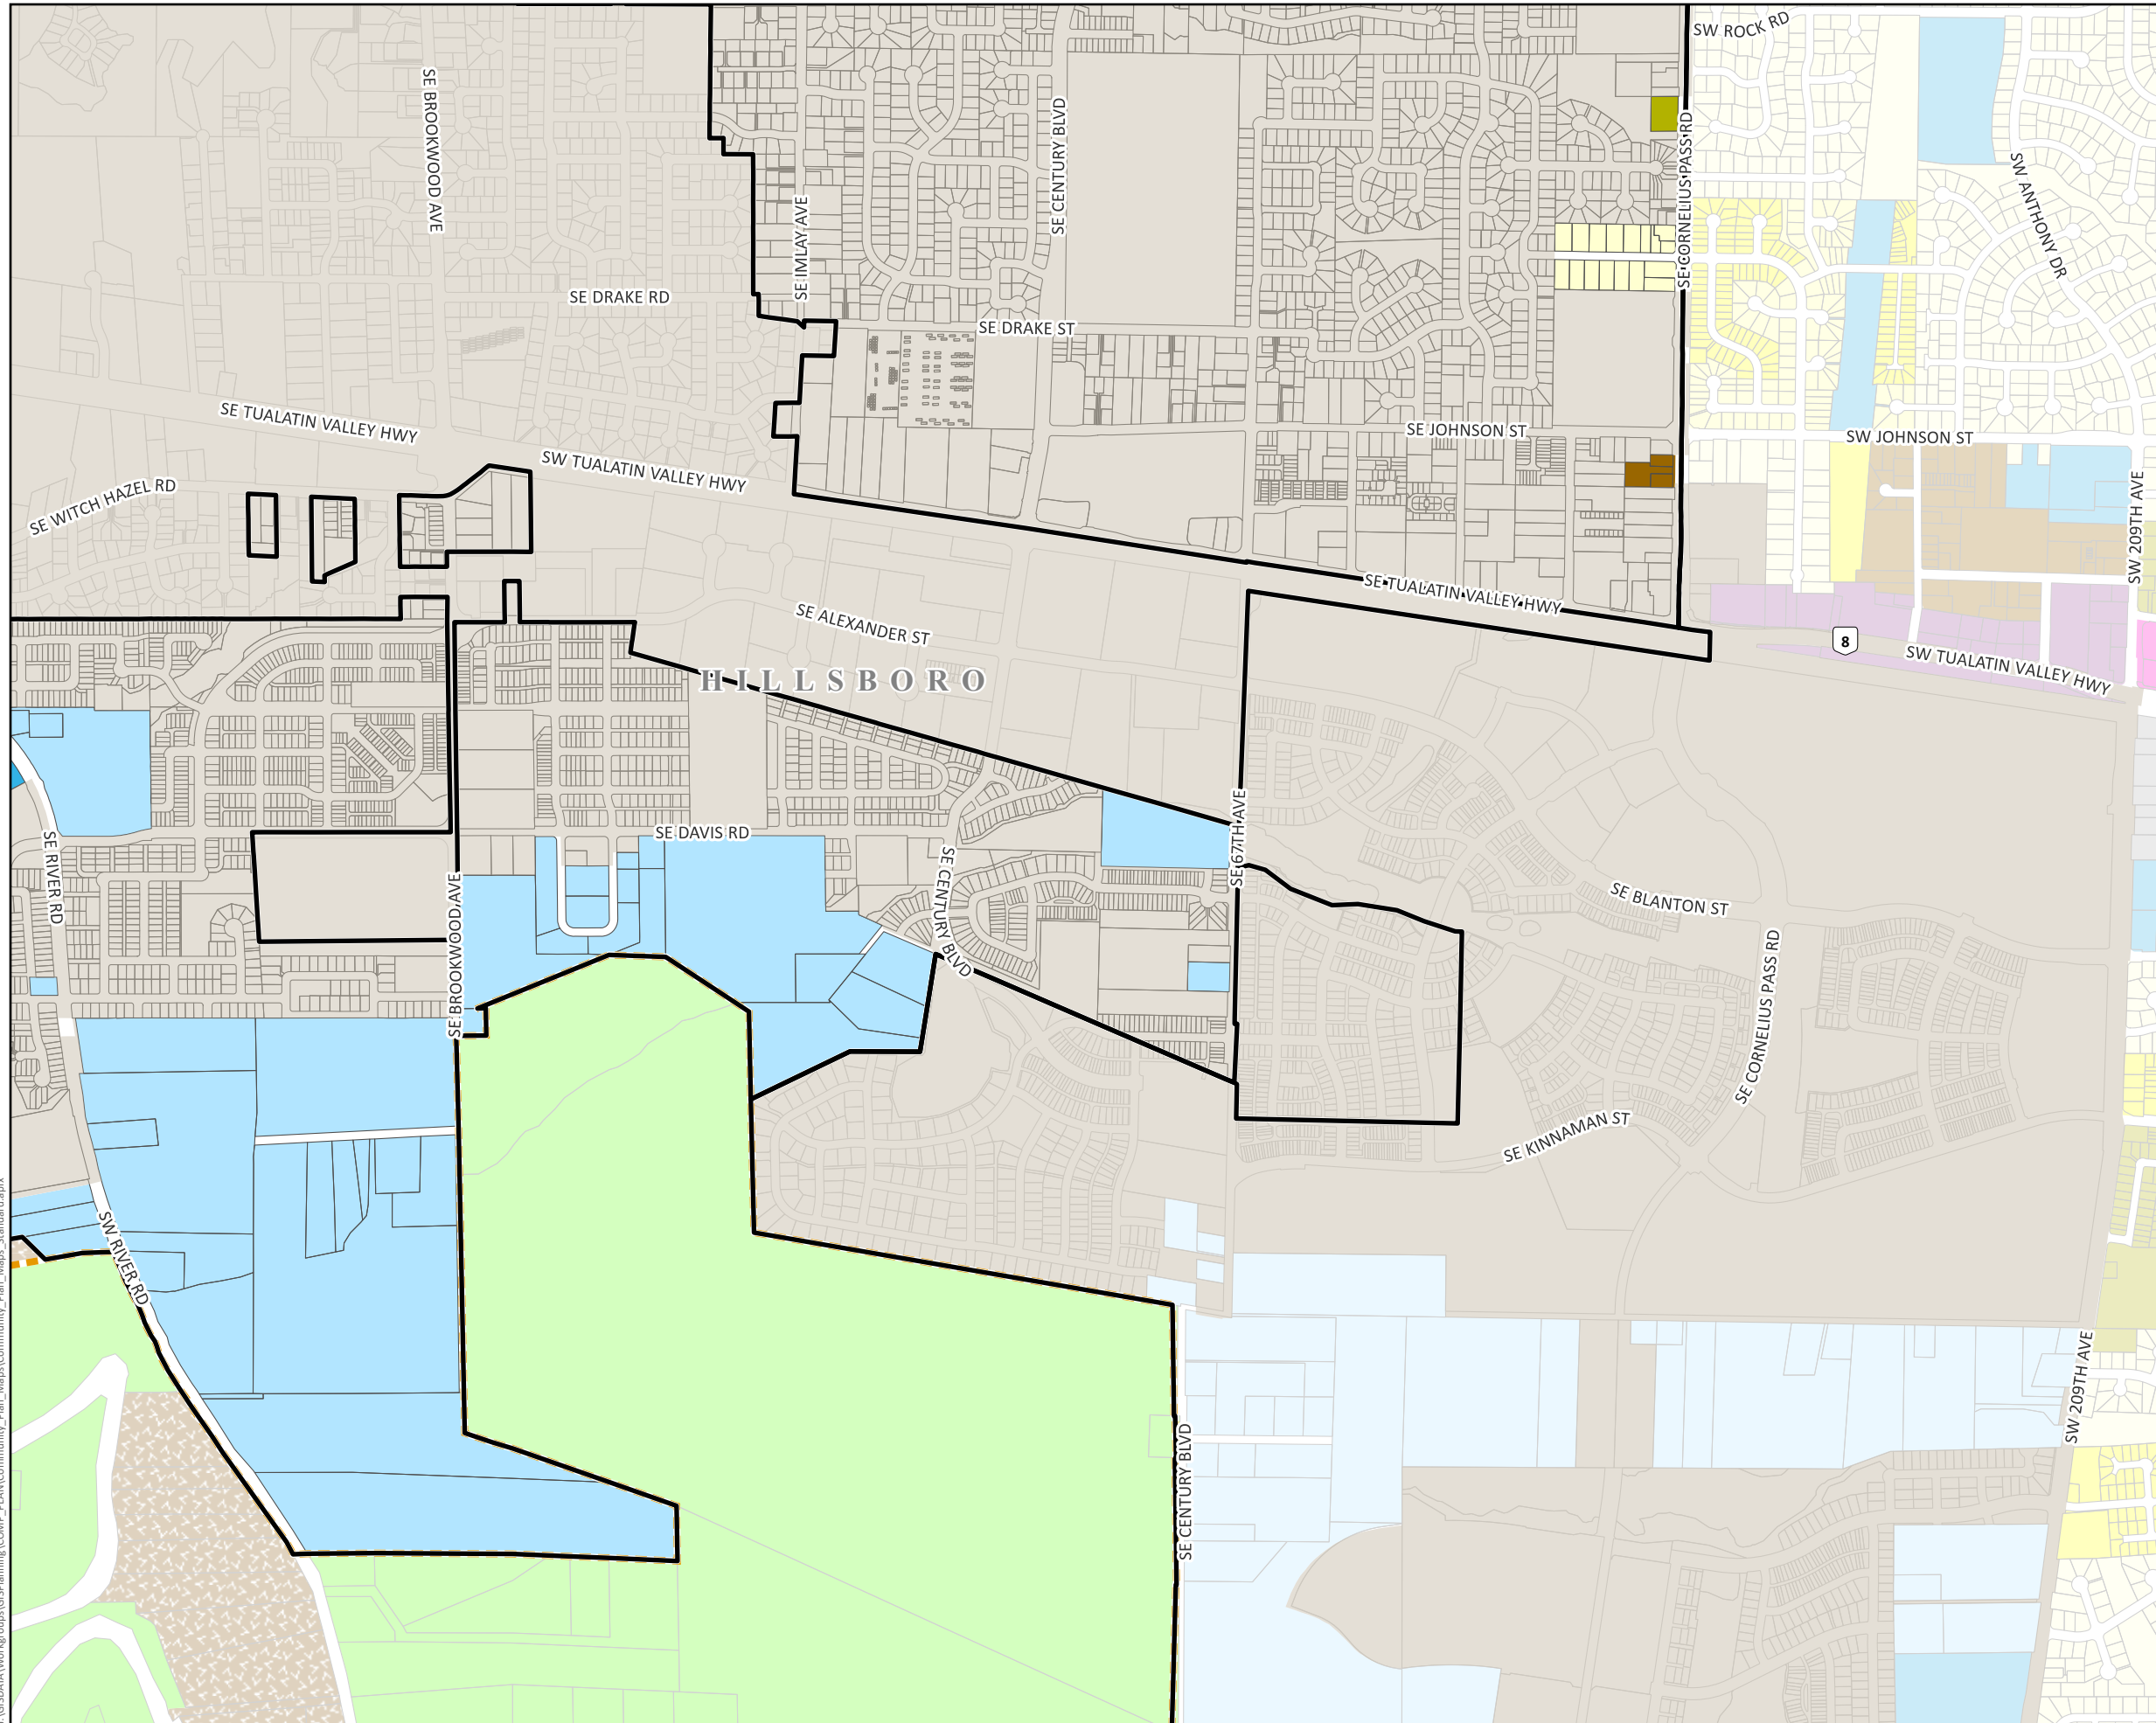 SW ROCK RD
SE BROOKWOOD AVE
SE CENTURY BLVD
SE CORNELIUS PASS RD
SW ANTHONY DR
SE IMLAY AVE
SE DRAKE RD
SE DRAKE ST
SE TUALATIN VALLEY HWY
SE JOHNSON ST
SW JOHNSON ST
SW TUALATIN VALLEY HWY
SE WITCH HAZEL RD
SW 209TH AVE
SE TUALATIN VALLEY HWY
SE ALEXANDER ST
8
SW TUALATIN VALLEY HWY
HILLSBORO
SE DAVIS RD
SE 67TH AVE
SE RIVER RD
SE CENTURY BLVD
SE BLANTON ST
SE BROOKWOOD AVE
SE CORNELIUS PASS RD
SE KINNAMAN ST
SW RIVER RD
SW 209TH AVE
SE CENTURY BLVD